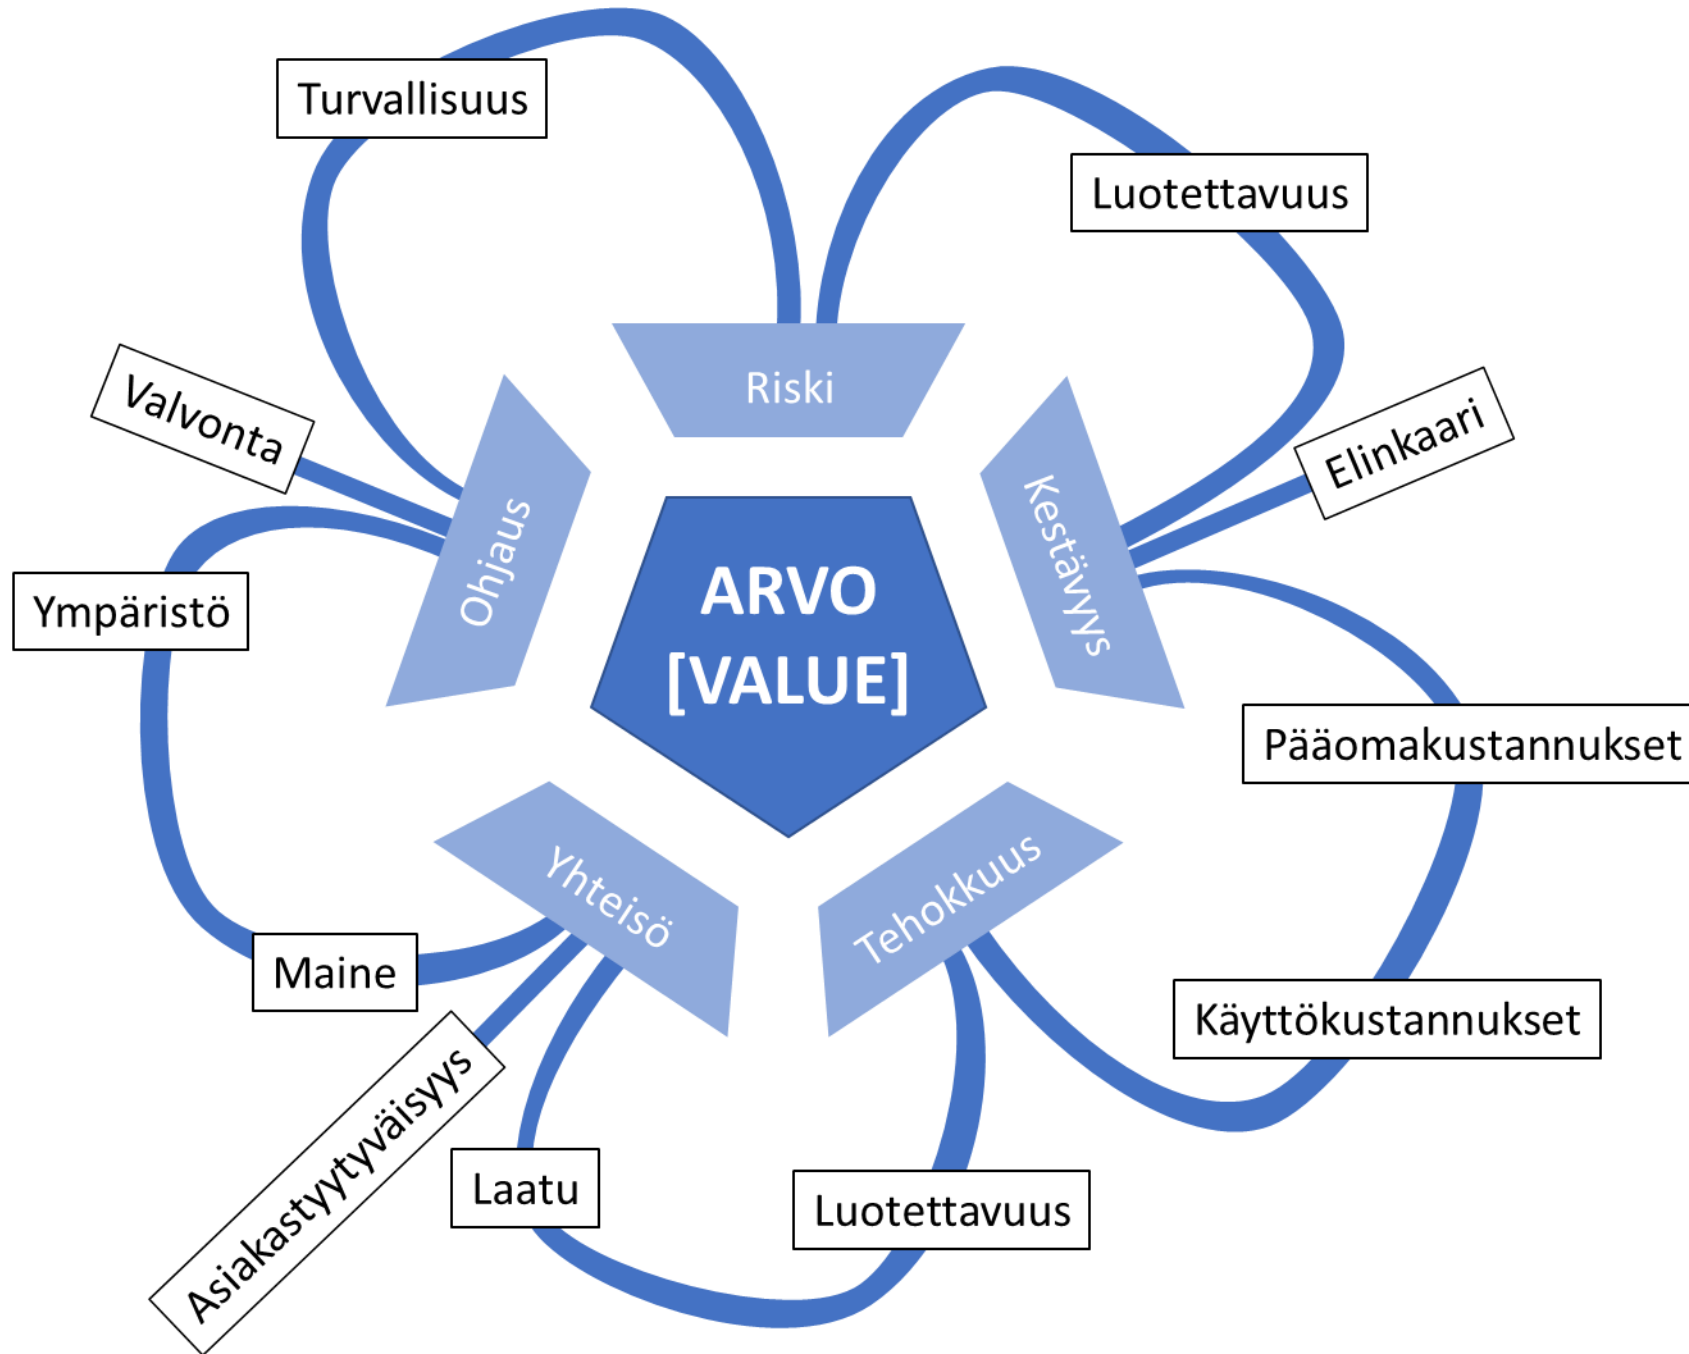 Turvallisuus
Luotettavuus
Riski
Valvonta
Elinkaari
Ohjaus
Kestävyys
ARVO
[VALUE]
Ympäristö
Pääomakustannukset
Yhteisö
Tehokkuus
Maine
Käyttökustannukset
Asiakastyytyväisyys
Laatu
Luotettavuus